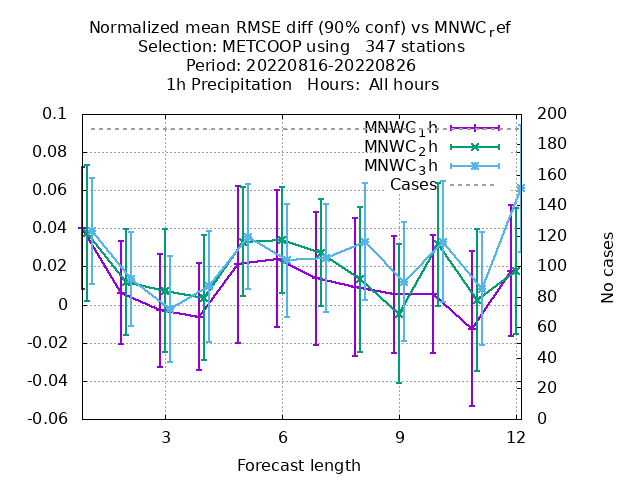 Normalized mean RMSE diff (90% conf) vs MNWC_ref
Selection: METCOOP using   347 stations
Period: 20220816-20220826
1h Precipitation   Hours:  All hours
0.1
0.08
0.06
0.04
0.02
0
-0.02
-0.04
-0.06
200
180
160
140
120
100
80
60
40
20
0
MNWC_1h
MNWC_2h
MNWC_3h
Cases
No cases
3 6 9 12
Forecast length